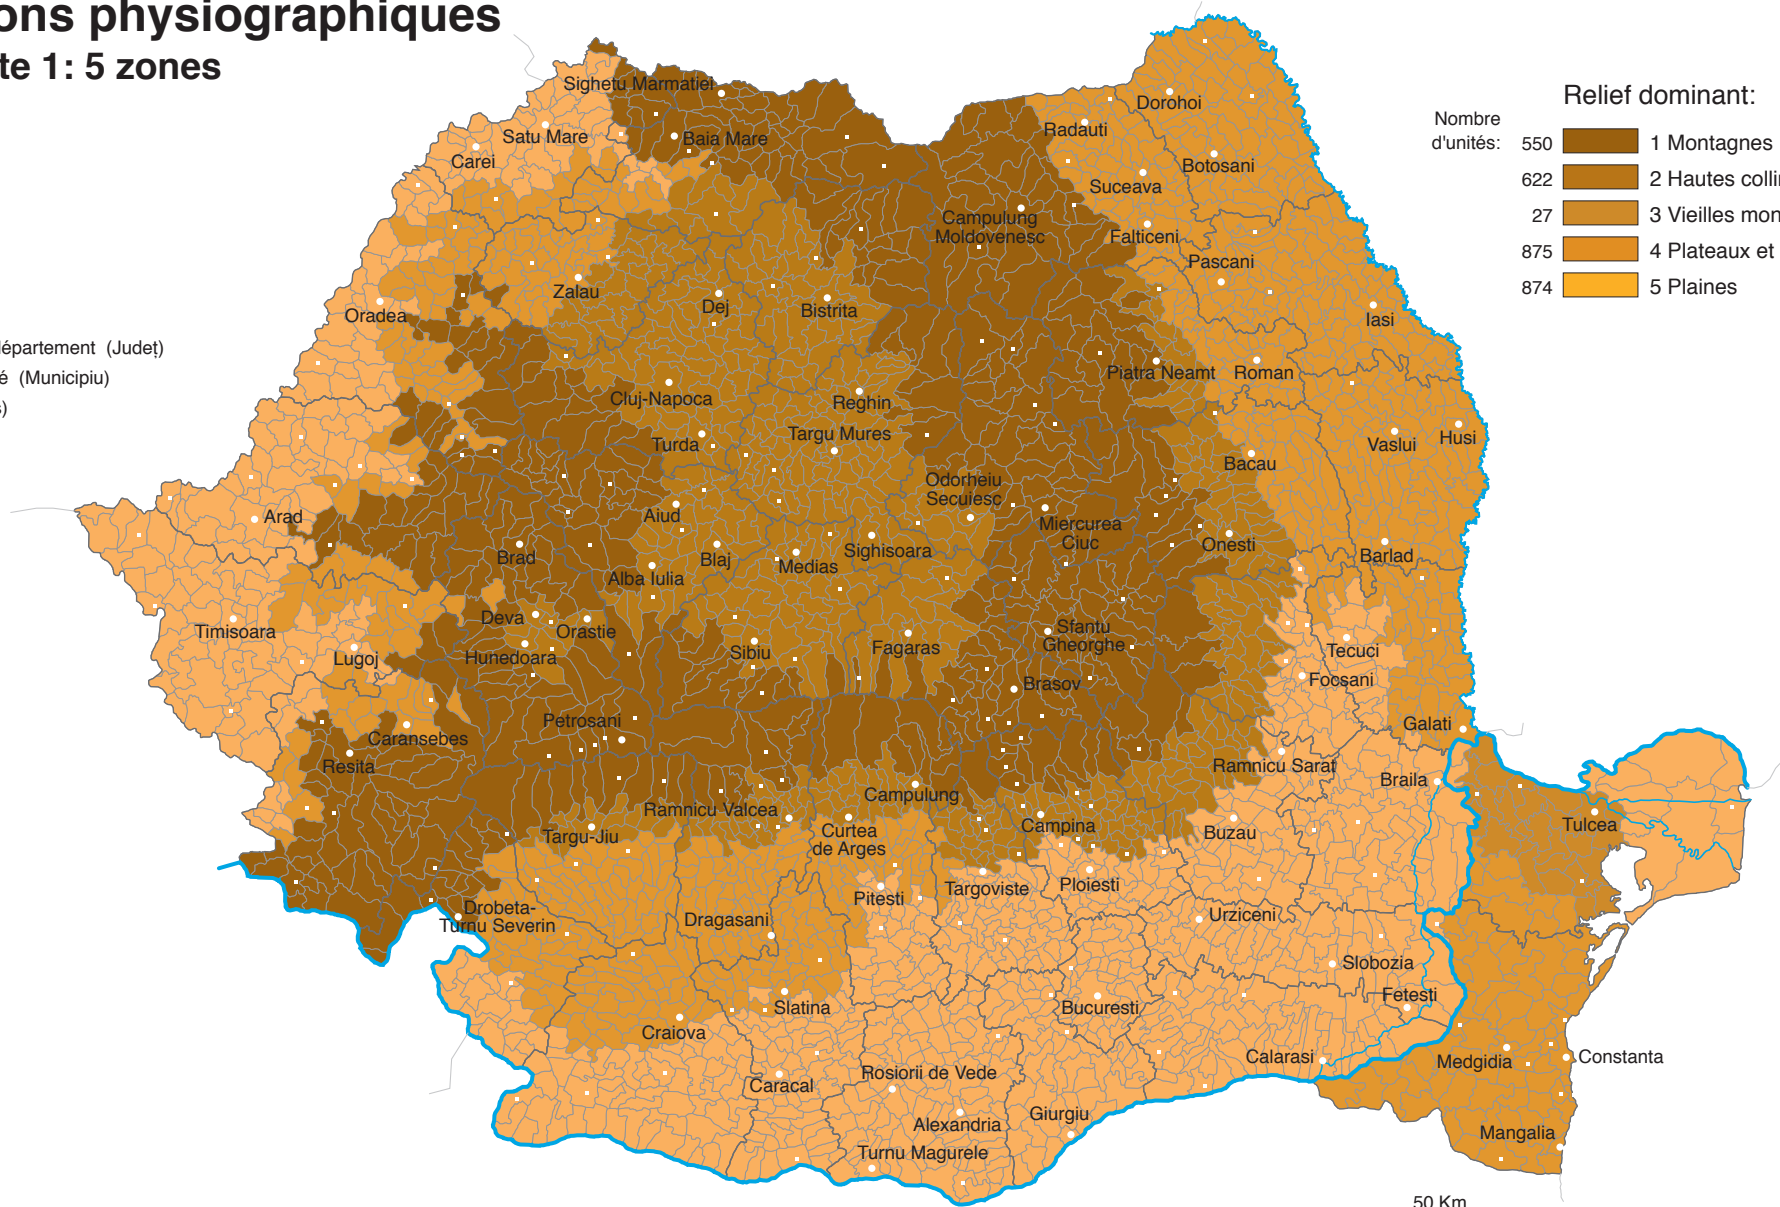 ons physiographiques
te 1: 5 zones
Relief dominant:
Nombre
d'unités:
550 1 Montagnes
622 2 Hautes collin
27 3 Vieilles mon
875 4 Plateaux et
874 5 Plaines
département (Județ)
é (Municipiu)
s)
Sighetu Marmatiei
Satu Mare
Baia Mare
Carei
Dorohoi
Radauti
Botosani
Suceava
Campulung
Moldovenesc
Falticeni
Pascani
Zalau
Dej
Bistrita
Oradea
Iasi
Piatra Neamt
Roman
Cluj-Napoca
Reghin
Targu Mures
Turda
Vaslui
Husi
Bacau
Odorheiu
Secuiesc
Arad
Aiud
Miercurea
Ciuc
Onesti
Brad
Blaj
Sighisoara
Medias
Barlad
Alba Iulia
Deva
Orastie
Timisoara
Sfantu
Gheorghe
Lugoj
Hunedoara
Sibiu
Fagaras
Tecuci
Focsani
Brasov
Petrosani
Galati
Caransebes
Resita
Ramnicu Sarat
Braila
Ramnicu Valcea
Campulung
Targu-Jiu
Curtea
de Arges
Campina
Buzau
Tulcea
Pitesti
Targoviste
Ploiesti
Drobeta-
Turnu Severin
Dragasani
Urziceni
Slobozia
Slatina
Bucuresti
Fetesti
Craiova
Calarasi
Medgidia
Constanta
Caracal
Rosiorii de Vede
Alexandria
Giurgiu
Mangalia
Turnu Magurele
50 Km